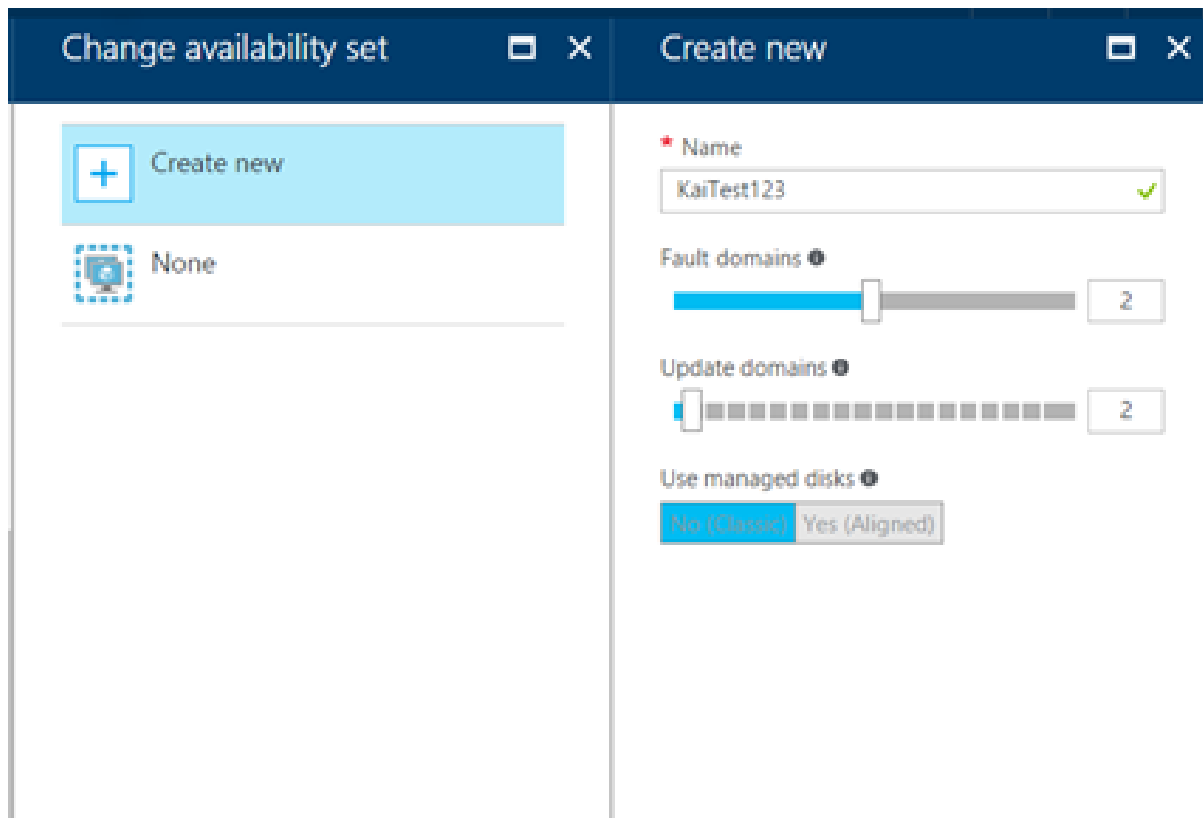 Change availability set
Create new
None
Create new
* Name
KaiTest123
Fault domains
2
Update domains
2
Use managed disks
No (Classic) Yes (Aligned)